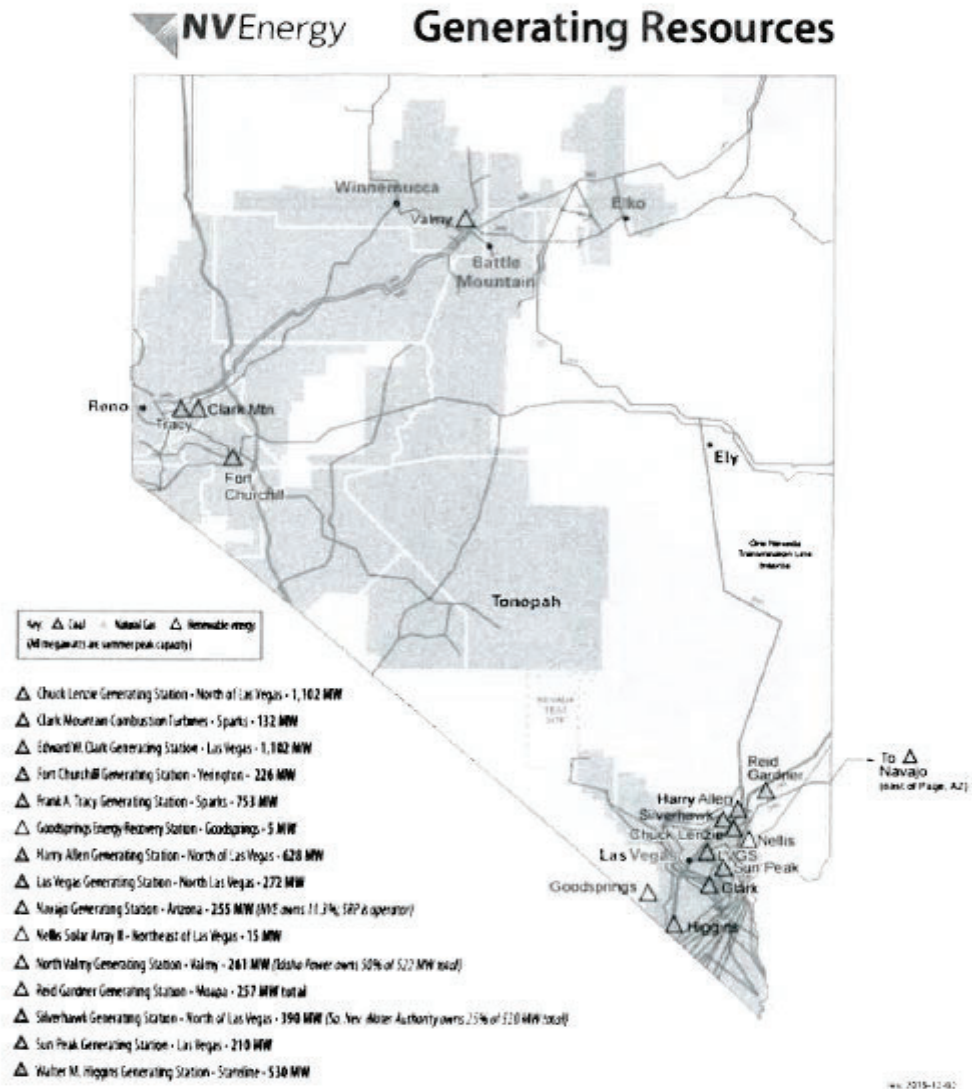 NVEnergy
Generating Resources
Winnemucca
Valmy
Elko
Battle
Mountain
Reno
Tracy
Clark Mtn
Fort
Churchill
Ely
One Nevada
Transmission Line
Tonopah
Key: △ Coal Natural Gas △ Renewable energy
(All megawatts are summer peak capacity)
NEVADA
TEST
SITE
Chuck Lenzie Generating Station - North of Las Vegas - 1,102 MW
Clark Mountain Combustion Turbines - Sparks - 132 MW
Edward W. Clark Generating Station - Las Vegas - 1,102 MW
Fort Churchill Generating Station - Yerington - 226 MW
Frank A. Tracy Generating Station - Sparks - 753 MW
Goodsprings Energy Recovery Station - Goodsprings - 5 MW
Harry Allen Generating Station - North of Las Vegas - 628 MW
Las Vegas Generating Station - North Las Vegas - 272 MW
Navajo Generating Station - Arizona - 255 MW (NVE owns 11.3%; SRP is operator)
Nellis Solar Array II - Northeast of Las Vegas - 15 MW
North Valmy Generating Station - Valmy - 261 MW (Idaho Power owns 50% of 522 MW total)
Reid Gardner Generating Station - Moapa - 257 MW total
Silverhawk Generating Station - North of Las Vegas - 390 MW (So. Nev. Water Authority owns 25% of 520 MW total)
Sun Peak Generating Station - Las Vegas - 210 MW
Walter M. Higgins Generating Station - Stateline - 530 MW
Reid
Gardner
To
Navajo
(east of Page, AZ)
Harry Allen
Silverhawk
Chuck Lenzie
Nellis
Las Vegas
LVGS
Sun Peak
Goodsprings
Clark
Higgins